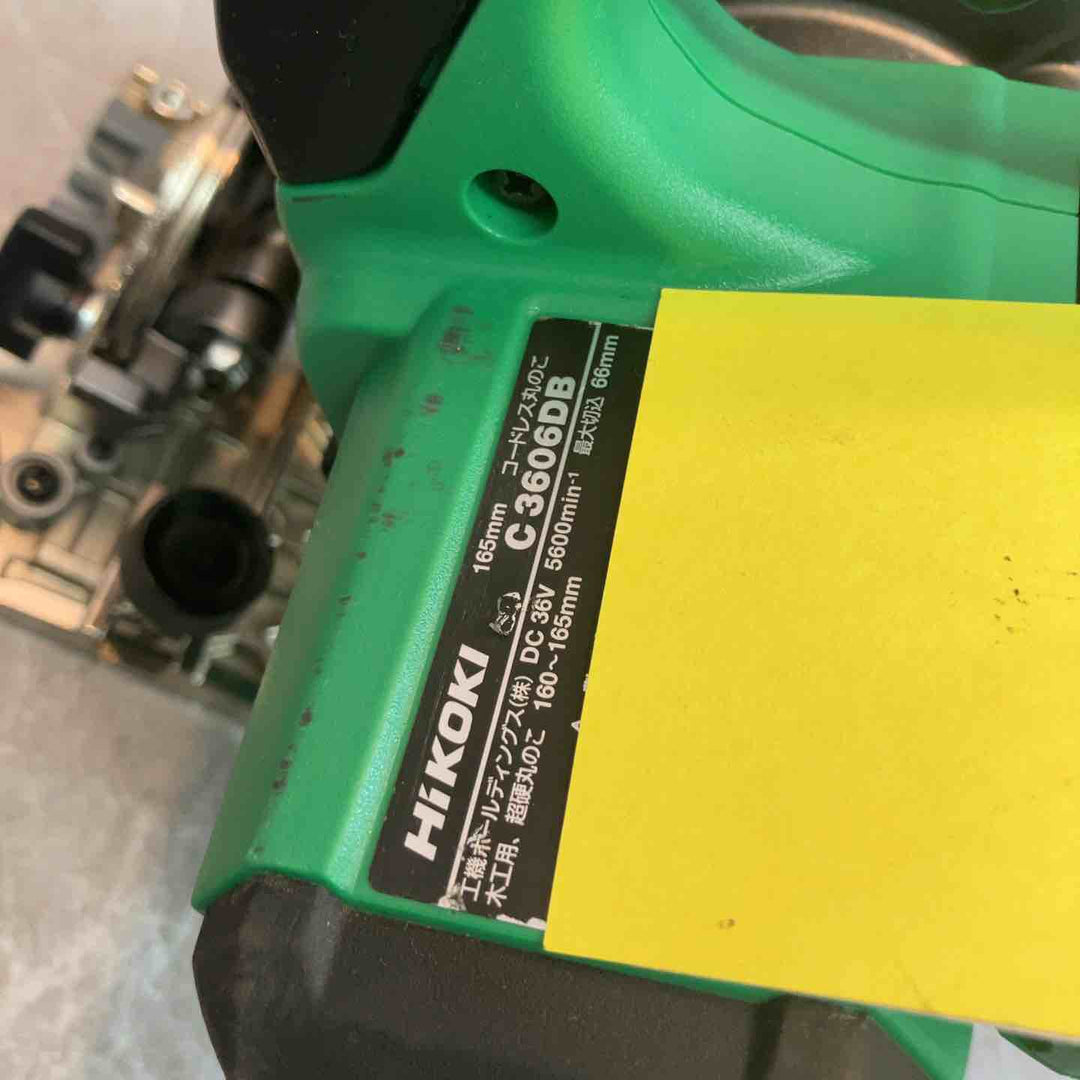 165mm コードレス丸のこ
HiKOKI C 3606DB
工機ホールディングス(株) DC 36V 5600min-1 最大切込 66mm
木工用、超硬丸のこ 160～165mm